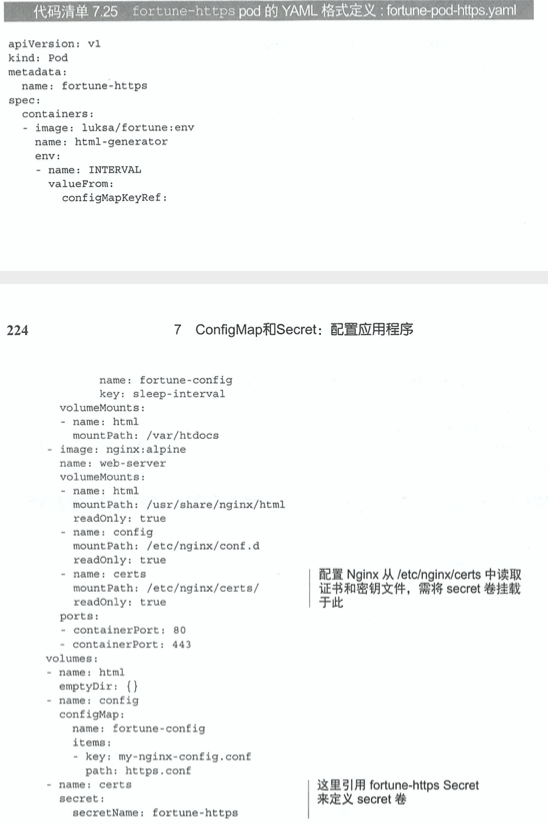 代码清单 7.25 fortune-https pod 的 YAML 格式定义 : fortune-pod-https.yaml
apiVersion: v1
kind: Pod
metadata:
  name: fortune-https
spec:
  containers:
  - image: luksa/fortune:env
    name: html-generator
    env:
    - name: INTERVAL
      valueFrom:
        configMapKeyRef:
224 7 ConfigMap和Secret：配置应用程序
          name: fortune-config
          key: sleep-interval
    volumeMounts:
    - name: html
      mountPath: /var/htdocs
  - image: nginx:alpine
    name: web-server
    volumeMounts:
    - name: html
      mountPath: /usr/share/nginx/html
      readOnly: true
    - name: config
      mountPath: /etc/nginx/conf.d
      readOnly: true
    - name: certs
      mountPath: /etc/nginx/certs/
      readOnly: true
配置 Nginx 从 /etc/nginx/certs 中读取
证书和密钥文件，需将 secret 卷挂载
于此
    ports:
    - containerPort: 80
    - containerPort: 443
  volumes:
  - name: html
    emptyDir: {}
  - name: config
    configMap:
      name: fortune-config
      items:
      - key: my-nginx-config.conf
        path: https.conf
  - name: certs
    secret:
      secretName: fortune-https
这里引用 fortune-https Secret
来定义 secret 卷